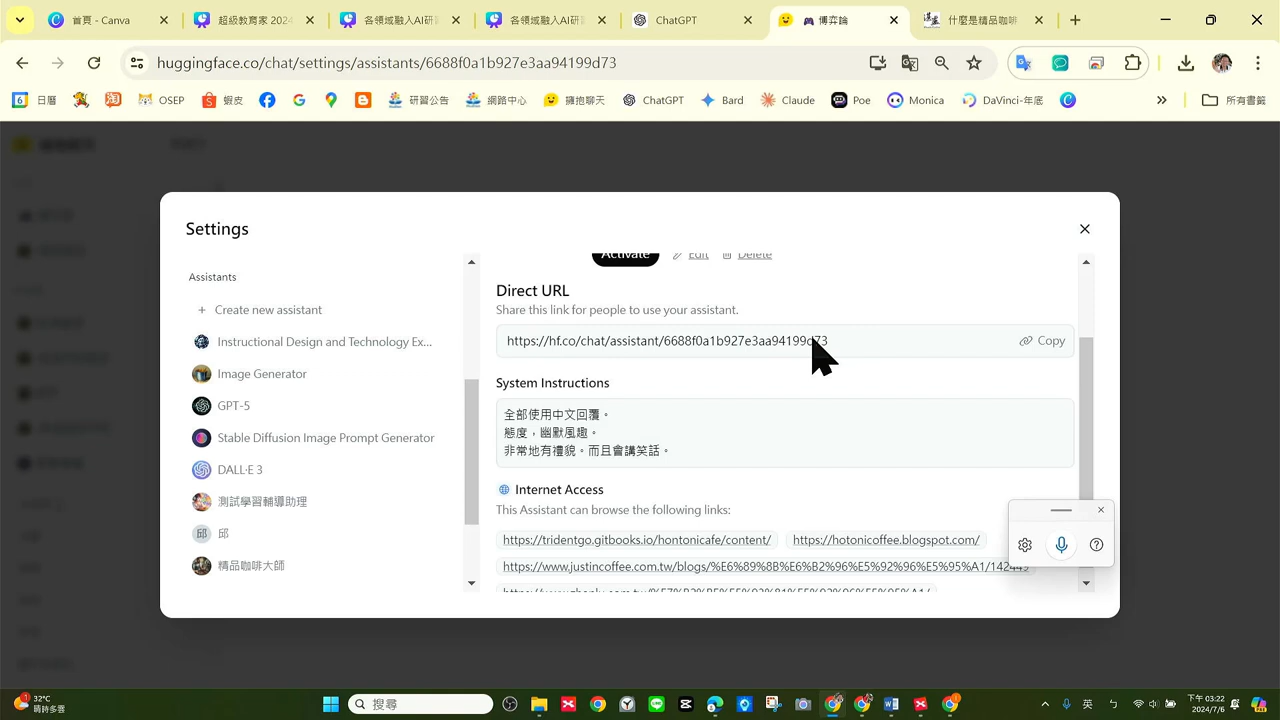 首頁 - Canva
超級教育家 2024
各領域融入AI研
各領域融入AI研
ChatGPT
博弈論
什麼是精品咖啡
huggingface.co/chat/settings/assistants/6688f0a1b927e3aa94199d73
日曆
OSEP
蝦皮
研習公告
網路中心
擁抱聊天
ChatGPT
Bard
Claude
Poe
Monica
DaVinci-年底
所有書籤
Settings
Activate
Edit
Delete
Assistants
Direct URL
Share this link for people to use your assistant.
Create new assistant
https://hf.co/chat/assistant/6688f0a1b927e3aa94199d73
Copy
Instructional Design and Technology Ex...
Image Generator
System Instructions
GPT-5
全部使用中文回覆。
態度，幽默風趣。
非常地有禮貌。而且會講笑話。
Stable Diffusion Image Prompt Generator
DALL·E 3
Internet Access
測試學習輔導助理
This Assistant can browse the following links:
邱 邱
https://tridentgo.gitbooks.io/hontonicafe/content/
https://hotonicoffee.blogspot.com/
精品咖啡大師
https://www.justincoffee.com.tw/blogs/%E6%89%8B%E6%B2%96%E5%92%96%E5%95%A1/142449
32°C
晴時多雲
搜尋
英
下午 03:22
2024/7/6